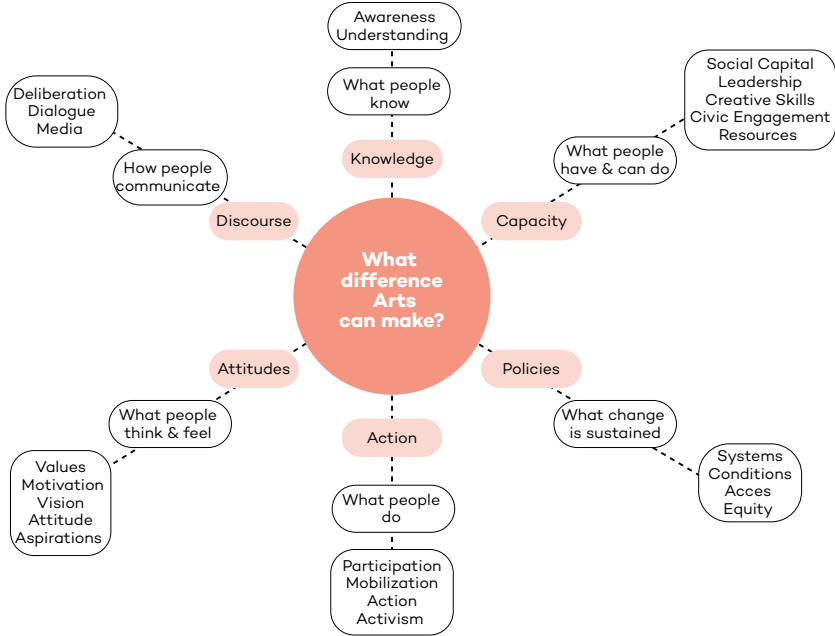 Awareness
Understanding
What people
know
Knowledge
Social Capital
Leadership
Creative Skills
Civic Engagement
Resources
What people
have & can do
Capacity
Deliberation
Dialogue
Media
How people
communicate
Discourse
What
difference
Arts
can make?
Attitudes
What people
think & feel
Values
Motivation
Vision
Attitude
Aspirations
Action
What people
do
Participation
Mobilization
Action
Activism
Policies
What change
is sustained
Systems
Conditions
Acces
Equity